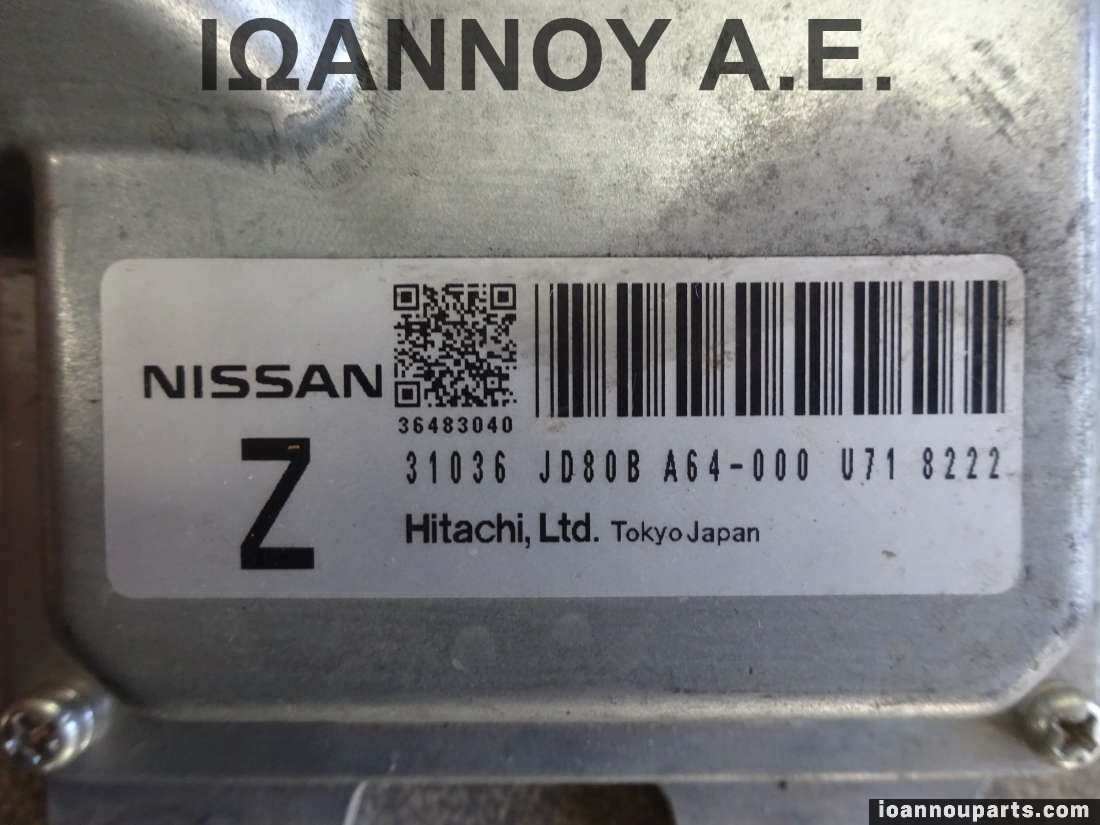 ΙΩΑΝΝΟΥ Α.Ε.
NISSAN
36483040
Z
31036 JD80B A64-000 U71 8222
Hitachi, Ltd. Tokyo Japan
ioannouparts.com